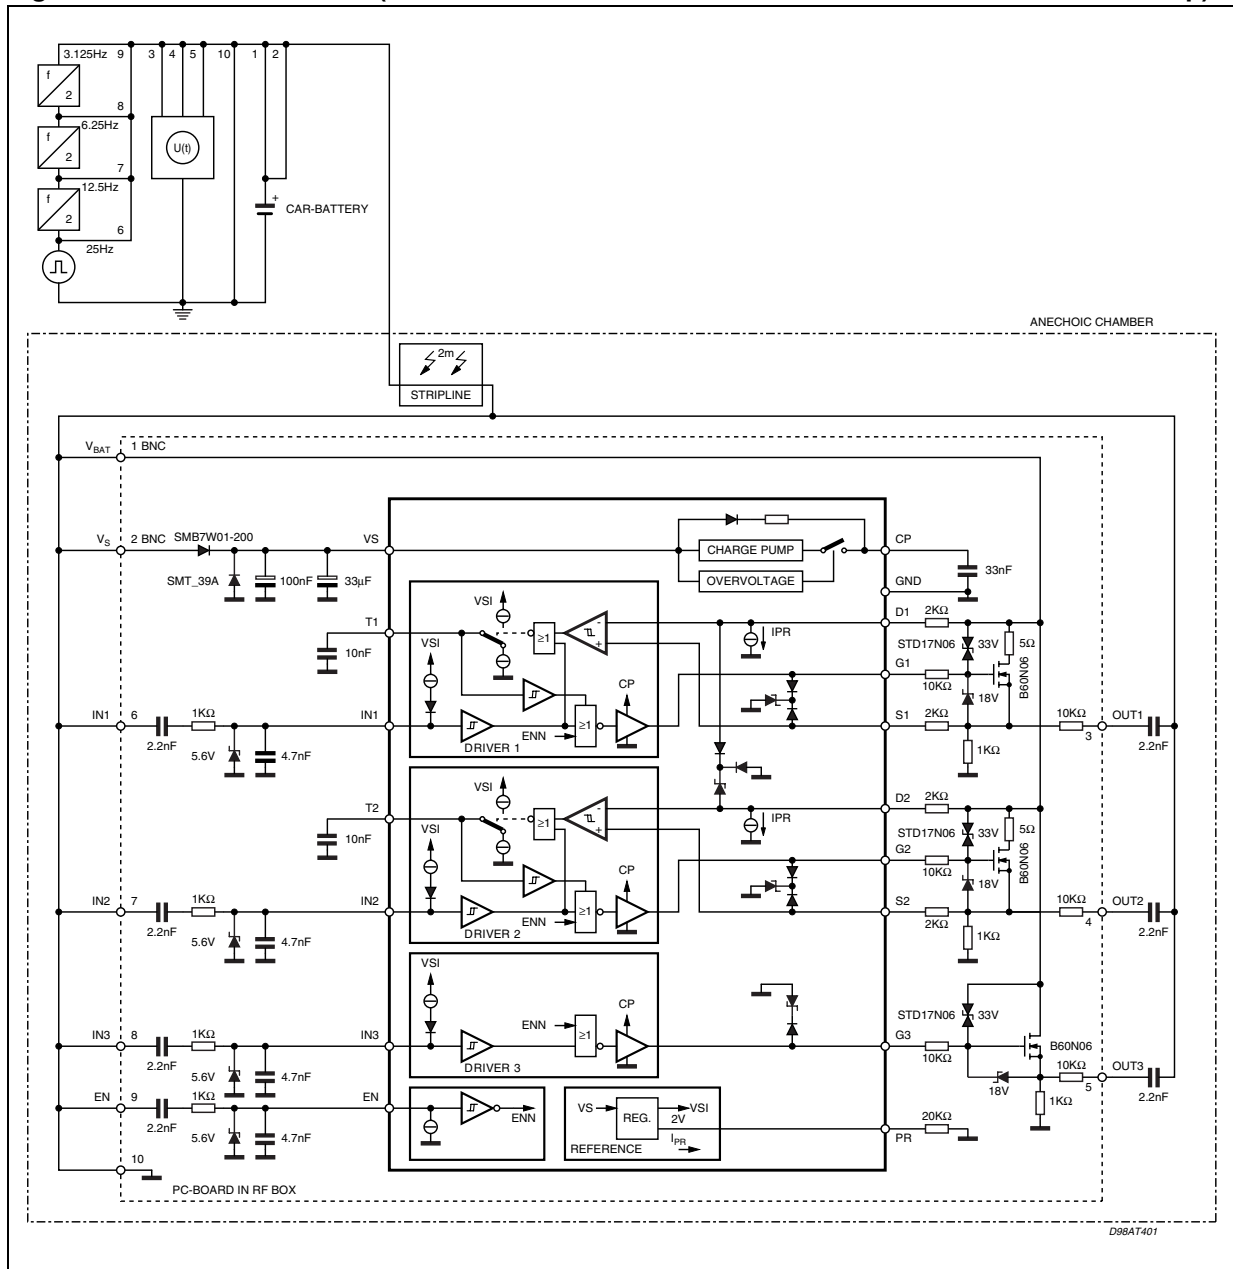 3.125Hz 9 3 4 5 10 1 2
f
2
8
6.25Hz
f
2
U(t)
7
12.5Hz
f
2
+
CAR-BATTERY
6
25Hz
ANECHOIC CHAMBER
2m
STRIPLINE
VBAT 1 BNC
VS 2 BNC SMB7W01-200 VS
CP
CHARGE PUMP
OVERVOLTAGE
33nF
GND
SMT_39A 100nF 33µF
VSI
T1
VSI
10nF
≥1
-
+
IPR
D1 2KΩ
STD17N06 33V 5Ω
CP
G1
10KΩ
18V
B60N06
IN1 6 1KΩ IN1
2.2nF
5.6V 4.7nF
ENN
≥1
DRIVER 1
S1 2KΩ
10KΩ OUT1
3
2.2nF
1KΩ
VSI
T2
VSI
10nF
≥1
-
+
IPR
D2 2KΩ
STD17N06 33V 5Ω
CP
G2
10KΩ
18V
B60N06
IN2 7 1KΩ IN2
2.2nF
5.6V 4.7nF
ENN
≥1
DRIVER 2
S2
2KΩ
10KΩ OUT2
4
2.2nF
1KΩ
VSI
CP
ENN
≥1
DRIVER 3
STD17N06 33V
IN3 8 1KΩ IN3
2.2nF
5.6V 4.7nF
G3
10KΩ
B60N06
10KΩ OUT3
5
2.2nF
18V
1KΩ
EN 9 1KΩ EN
2.2nF
5.6V 4.7nF
ENN
VS REG. VSI
2V
IPR
REFERENCE
20KΩ
PR
10
PC-BOARD IN RF BOX
D98AT401